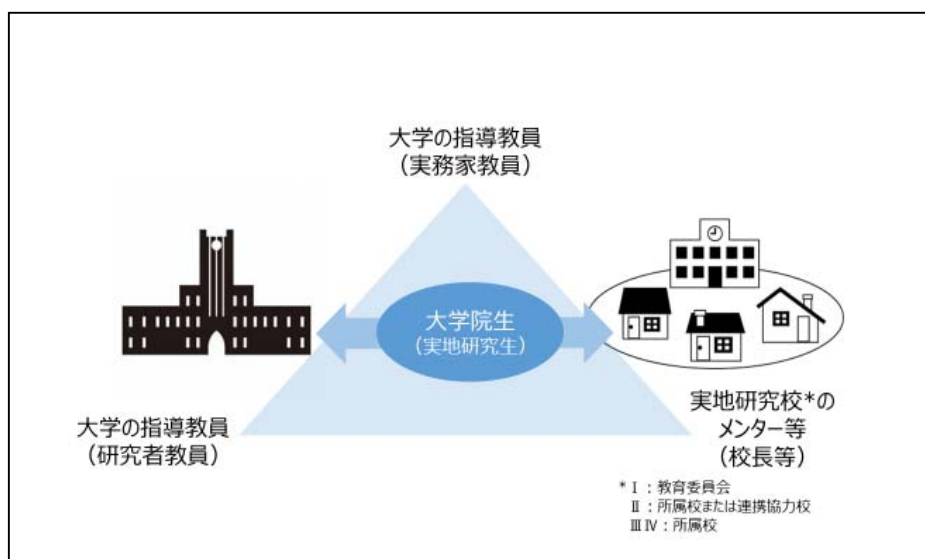 大学の指導教員
（実務家教員）
大学院生
（実地研究生）
大学の指導教員
（研究者教員）
実地研究校*の
メンター等
（校長等）
*Ⅰ：教育委員会
Ⅱ：所属校または連携協力校
ⅢⅣ：所属校